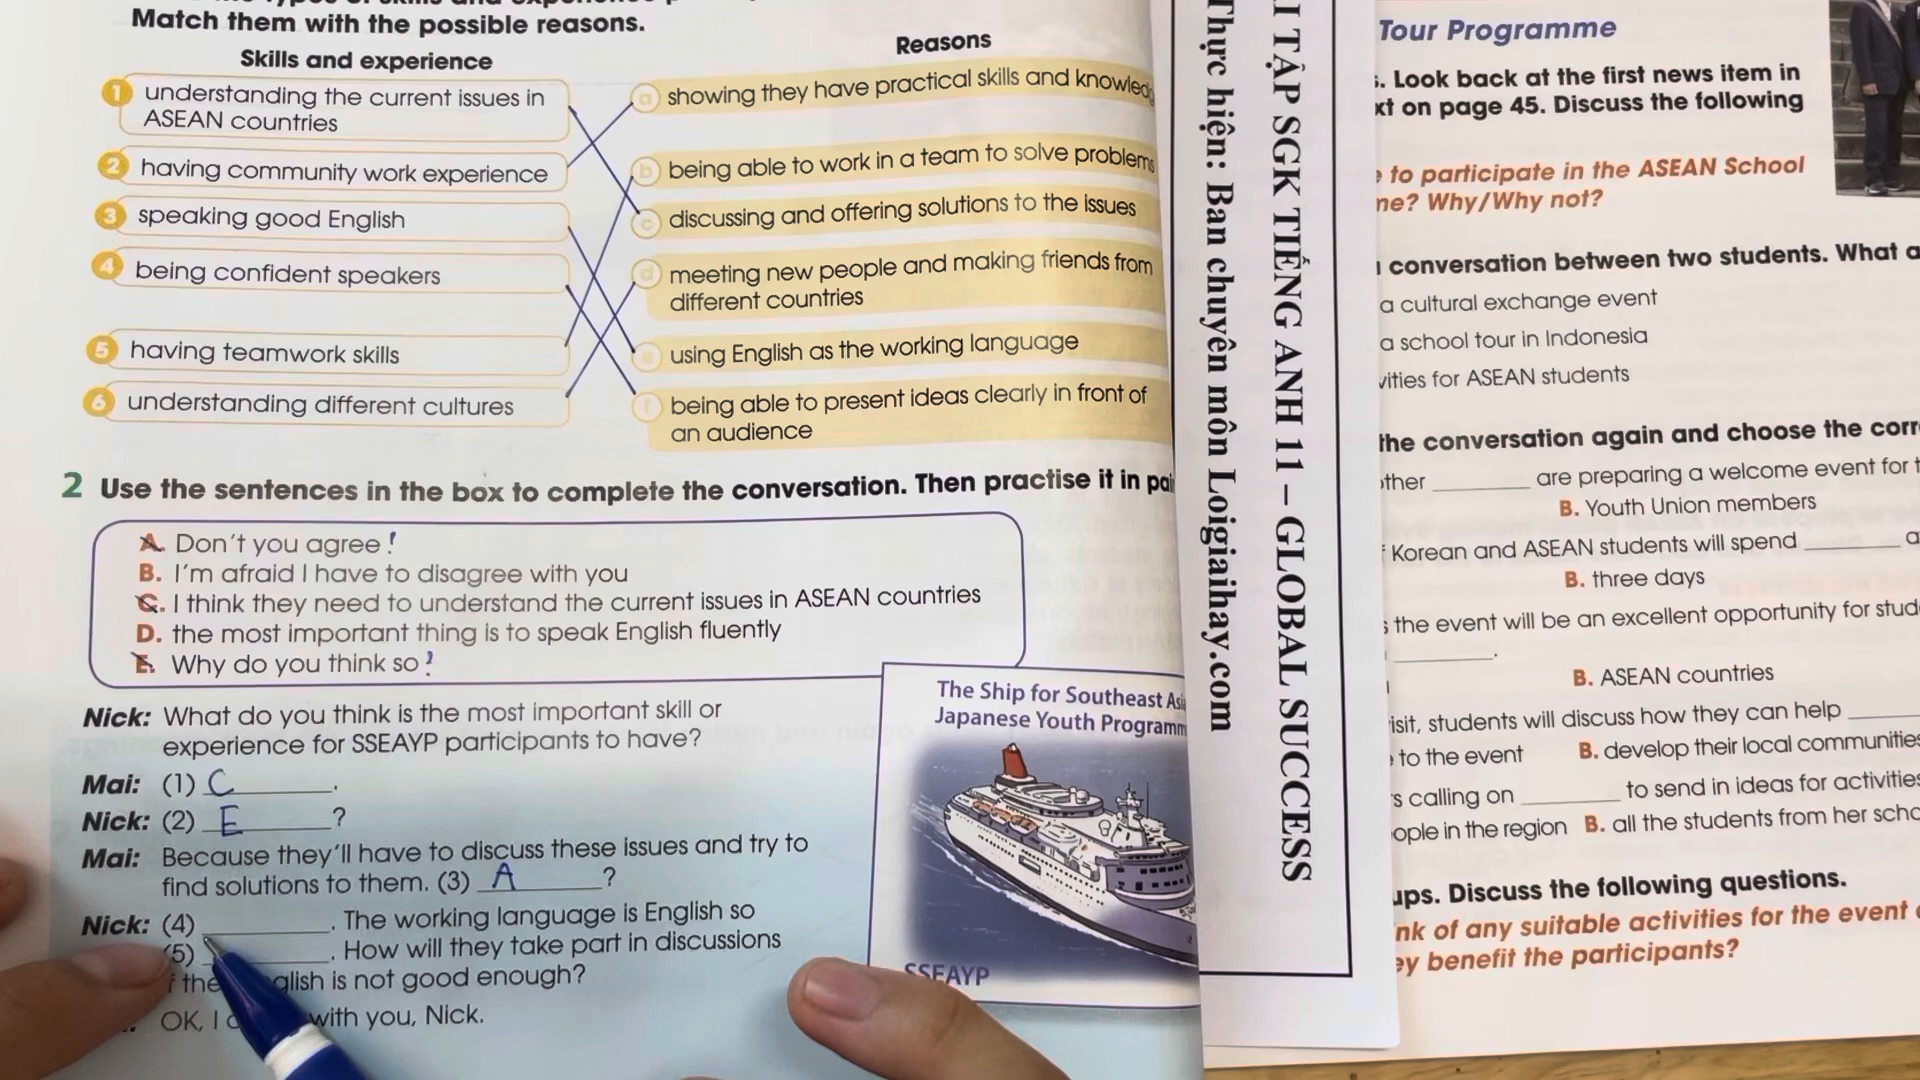 Match them with the possible reasons.
Skills and experience
Reasons
1 understanding the current issues in
ASEAN countries
2 having community work experience
3 speaking good English
4 being confident speakers
5 having teamwork skills
6 understanding different cultures
a showing they have practical skills and
b being able to work in a team to solve problems
c discussing and offering solutions to the issues
d meeting new people and making friends from
different countries
e using English as the working language
f being able to present ideas clearly in front of
an audience
2 Use the sentences in the box to complete the conversation. Then practise it in
A. Don't you agree?
B. I'm afraid I have to disagree with you
C. I think they need to understand the current issues in ASEAN countries
D. the most important thing is to speak English fluently
E. Why do you think so?
Nick: What do you think is the most important skill or
experience for SSEAYP participants to have?
Mai: (1) C.
Nick: (2) E ?
Mai: Because they'll have to discuss these issues and try to
find solutions to them. (3) A ?
Nick: (4) ______. The working language is English so
(5) ______. How will they take part in discussions
is not good enough?
OK, I with you, Nick.
The Ship for Southeast
Japanese Youth
SSEAYP
I TẬP SGK TIẾNG ANH 11 – GLOBAL SUCCESS
Thực hiện: Ban chuyên môn Loigiaihay.com
Tour Programme
s. Look back at the first news item in
xt on page 45. Discuss the following
to participate in the ASEAN School
me? Why/Why not?
conversation between two students. What
a cultural exchange event
a school tour in Indonesia
vities for ASEAN students
the conversation again and choose the
______ are preparing a welcome event for
B. Youth Union members
Korean and ASEAN students will spend ______ a
B. three days
the event will be an excellent opportunity for
______.
B. ASEAN countries
students will discuss how they can help ______
to the event B. develop their local communities
calling on ______ to send in ideas for activities
in the region B. all the students from her
ups. Discuss the following questions.
nk of any suitable activities for the event
ey benefit the participants?